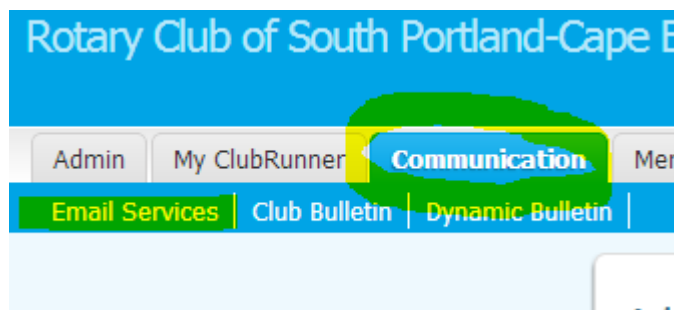 Rotary Club of South Portland-Cape
Admin My ClubRunner Communication
Email Services Club Bulletin Dynamic Bulletin